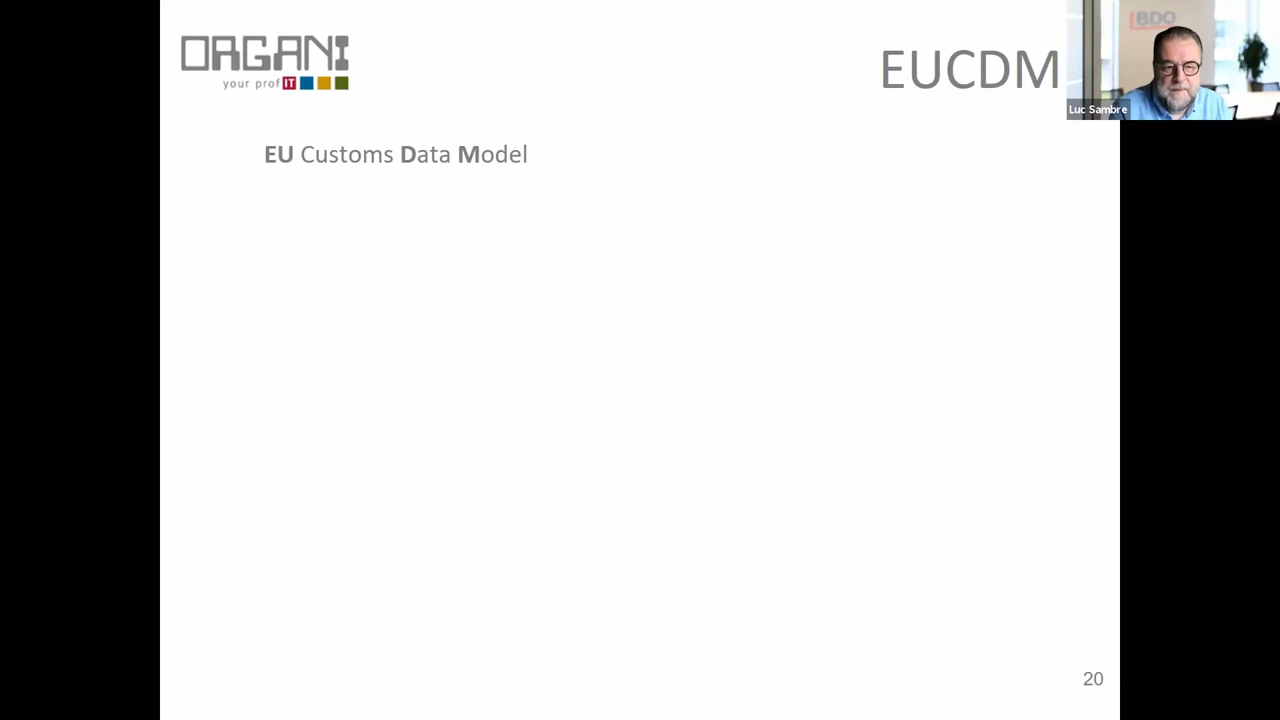 ORGANI
your profIT
EUCDM
BDO
Luc Sambre
EU Customs Data Model
20